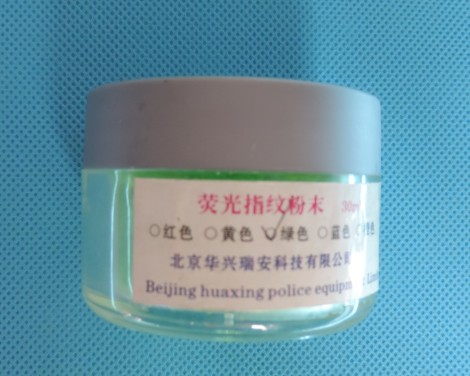 荧光指纹粉末
○红色 ○黄色 ✓绿色 ○蓝色
北京华兴瑞安科技有限公司
Beijing huaxing police